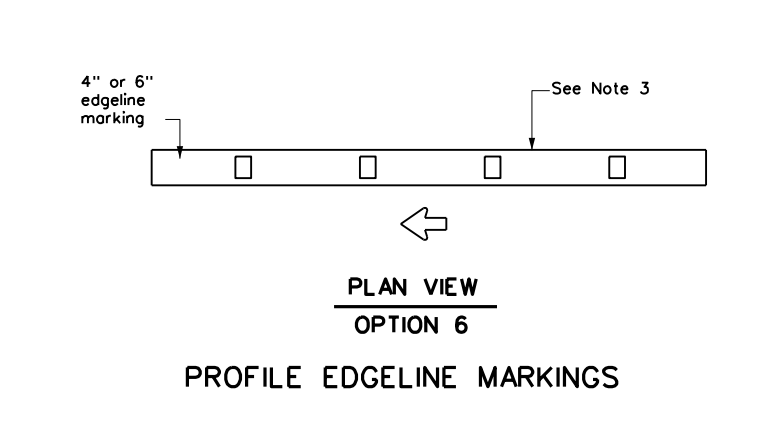 4" or 6"
edgeline
marking
See Note 3
PLAN VIEW
OPTION 6
PROFILE EDGELINE MARKINGS